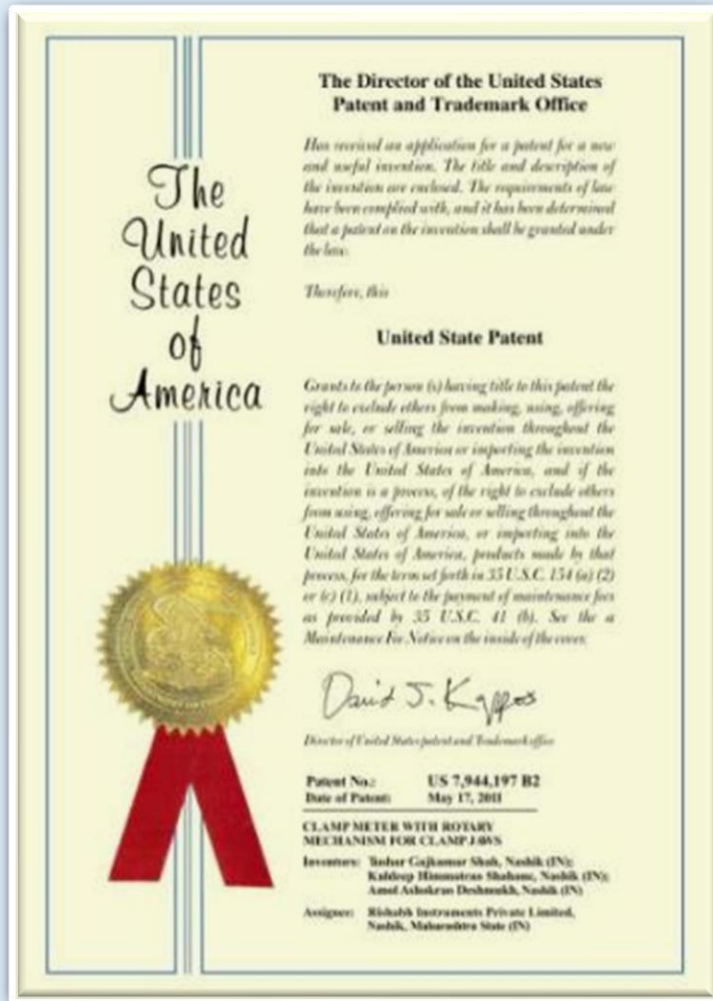 The
United
States
of
America
The Director of the United States
Patent and Trademark Office
Has received an application for a patent for a new
and useful invention. The title and description of
the invention are enclosed. The requirements of law
have been complied with, and it has been determined
that a patent on the invention shall be granted under
the law.
Therefore, this
United State Patent
Grants to the person (s) having title to this patent the
right to exclude others from making, using, offering
for sale, or selling the invention throughout the
United States of America or importing the invention
into the United States of America, and if the
invention is a process, of the right to exclude others
from using, offering for sale or selling throughout the
United States of America, or importing into the
United States of America, products made by that
process, for the term set forth in 35 U.S.C. 154 (a) (2)
or (c) (1), subject to the payment of maintenance fees
as provided by 35 U.S.C. 41 (b). See the a
Maintenance Fee Notice on the inside of the cover.
David J. Kappos
Director of United States patent and Trademark office
Patent No.: US 7,944,197 B2
Date of Patent: May 17, 2011
CLAMP METER WITH ROTARY
MECHANISM FOR CLAMP JAWS
Inventors: Tushar Gajkumar Shah, Nashik (IN);
Kuldeep Himmatrao Shahane, Nashik (IN);
Amol Ashokrao Deshmukh, Nashik (IN)
Assignee: Rishabh Instruments Private Limited,
Nashik, Maharashtra State (IN)